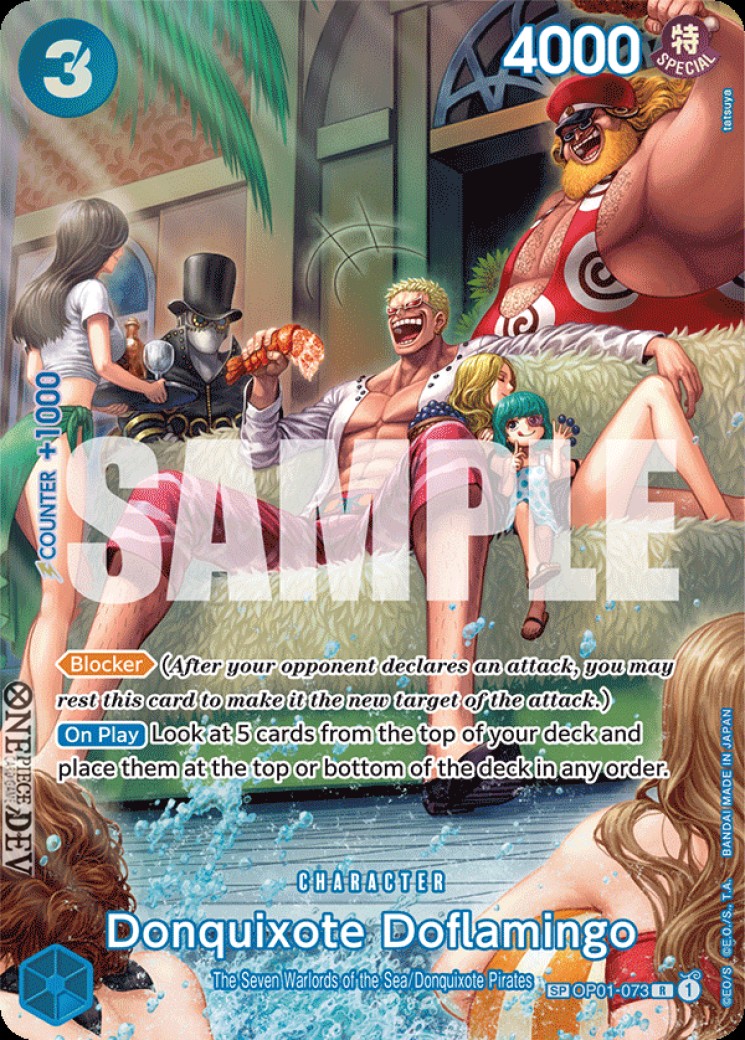 3
4000
特
SPECIAL
tatsuya
COUNTER +1000
SAMPLE
Blocker (After your opponent declares an attack, you may
rest this card to make it the new target of the attack.)
On Play Look at 5 cards from the top of your deck and
place them at the top or bottom of the deck in any order.
ONE PIECE
DEV
CHARACTER
Donquixote Doflamingo
The Seven Warlords of the Sea/Donquixote Pirates
SP OP01-073 R 1
©EO/S ©E.O./S., T.A. BANDAI MADE IN JAPAN